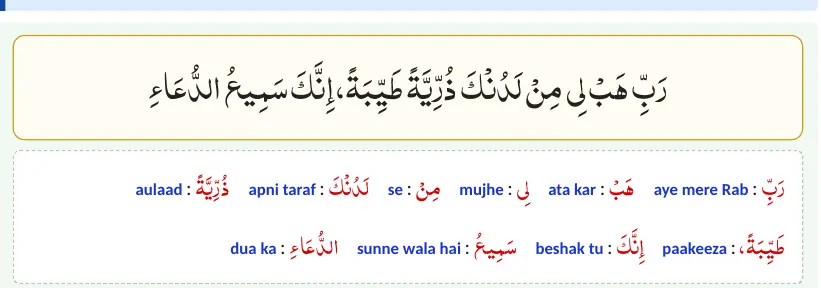 رَبِّ هَبْ لِی مِنْ لَدُنْكَ ذُرِّيَّةً طَيِّبَةً، إِنَّكَ سَمِيعُ الدُّعَاءِ
رَبِّ : aye mere Rab هَبْ : ata kar لِی : mujhe مِنْ : se لَدُنْكَ : apni taraf ذُرِّيَّةً : aulaad
طَيِّبَةً، : paakeeza إِنَّكَ : beshak tu سَمِيعُ : sunne wala hai الدُّعَاءِ : dua ka